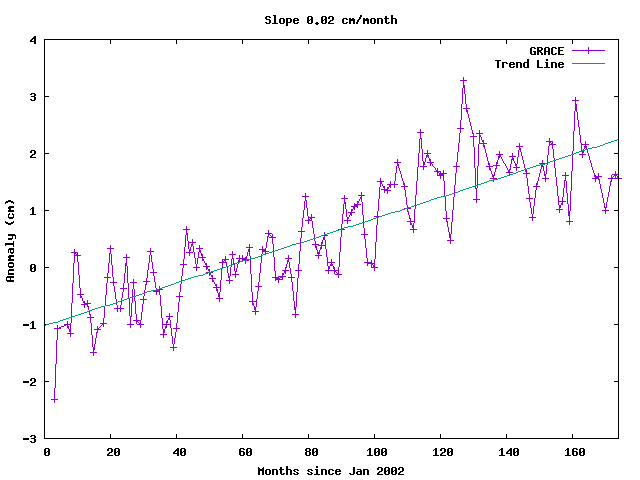 Slope 0.02 cm/month
GRACE
Trend Line
Anomaly (cm)
4
3
2
1
0
-1
-2
-3
0 20 40 60 80 100 120 140 160
Months since Jan 2002